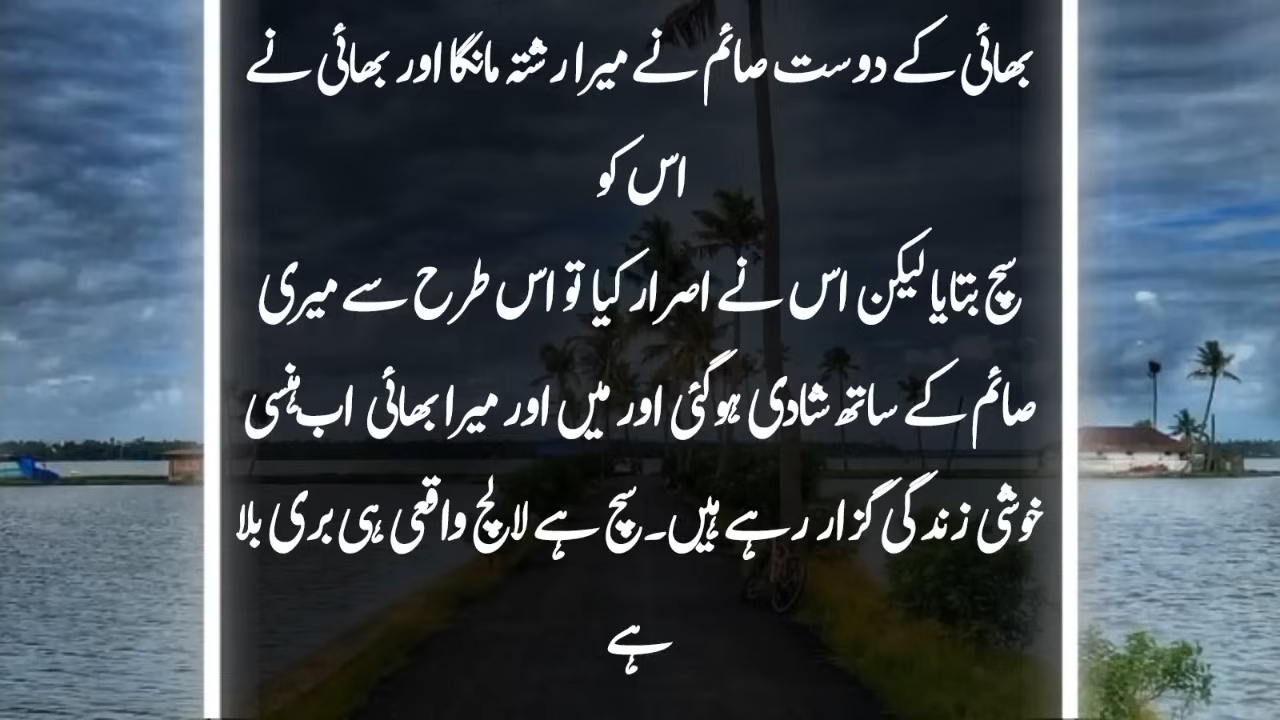 بھائی کے دوست صائم نے میرا رشتہ مانگا اور بھائی نے
اس کو
سچ بتایا لیکن اس نے اصرار کیا تو اس طرح سے میری
صائم کے ساتھ شادی ہوگئی اور میں اور میرا بھائی اب ہنسی
خوشی زندگی گزار رہے ہیں۔ سچ ہے لالچ واقعی ہی بری بلا
ہے